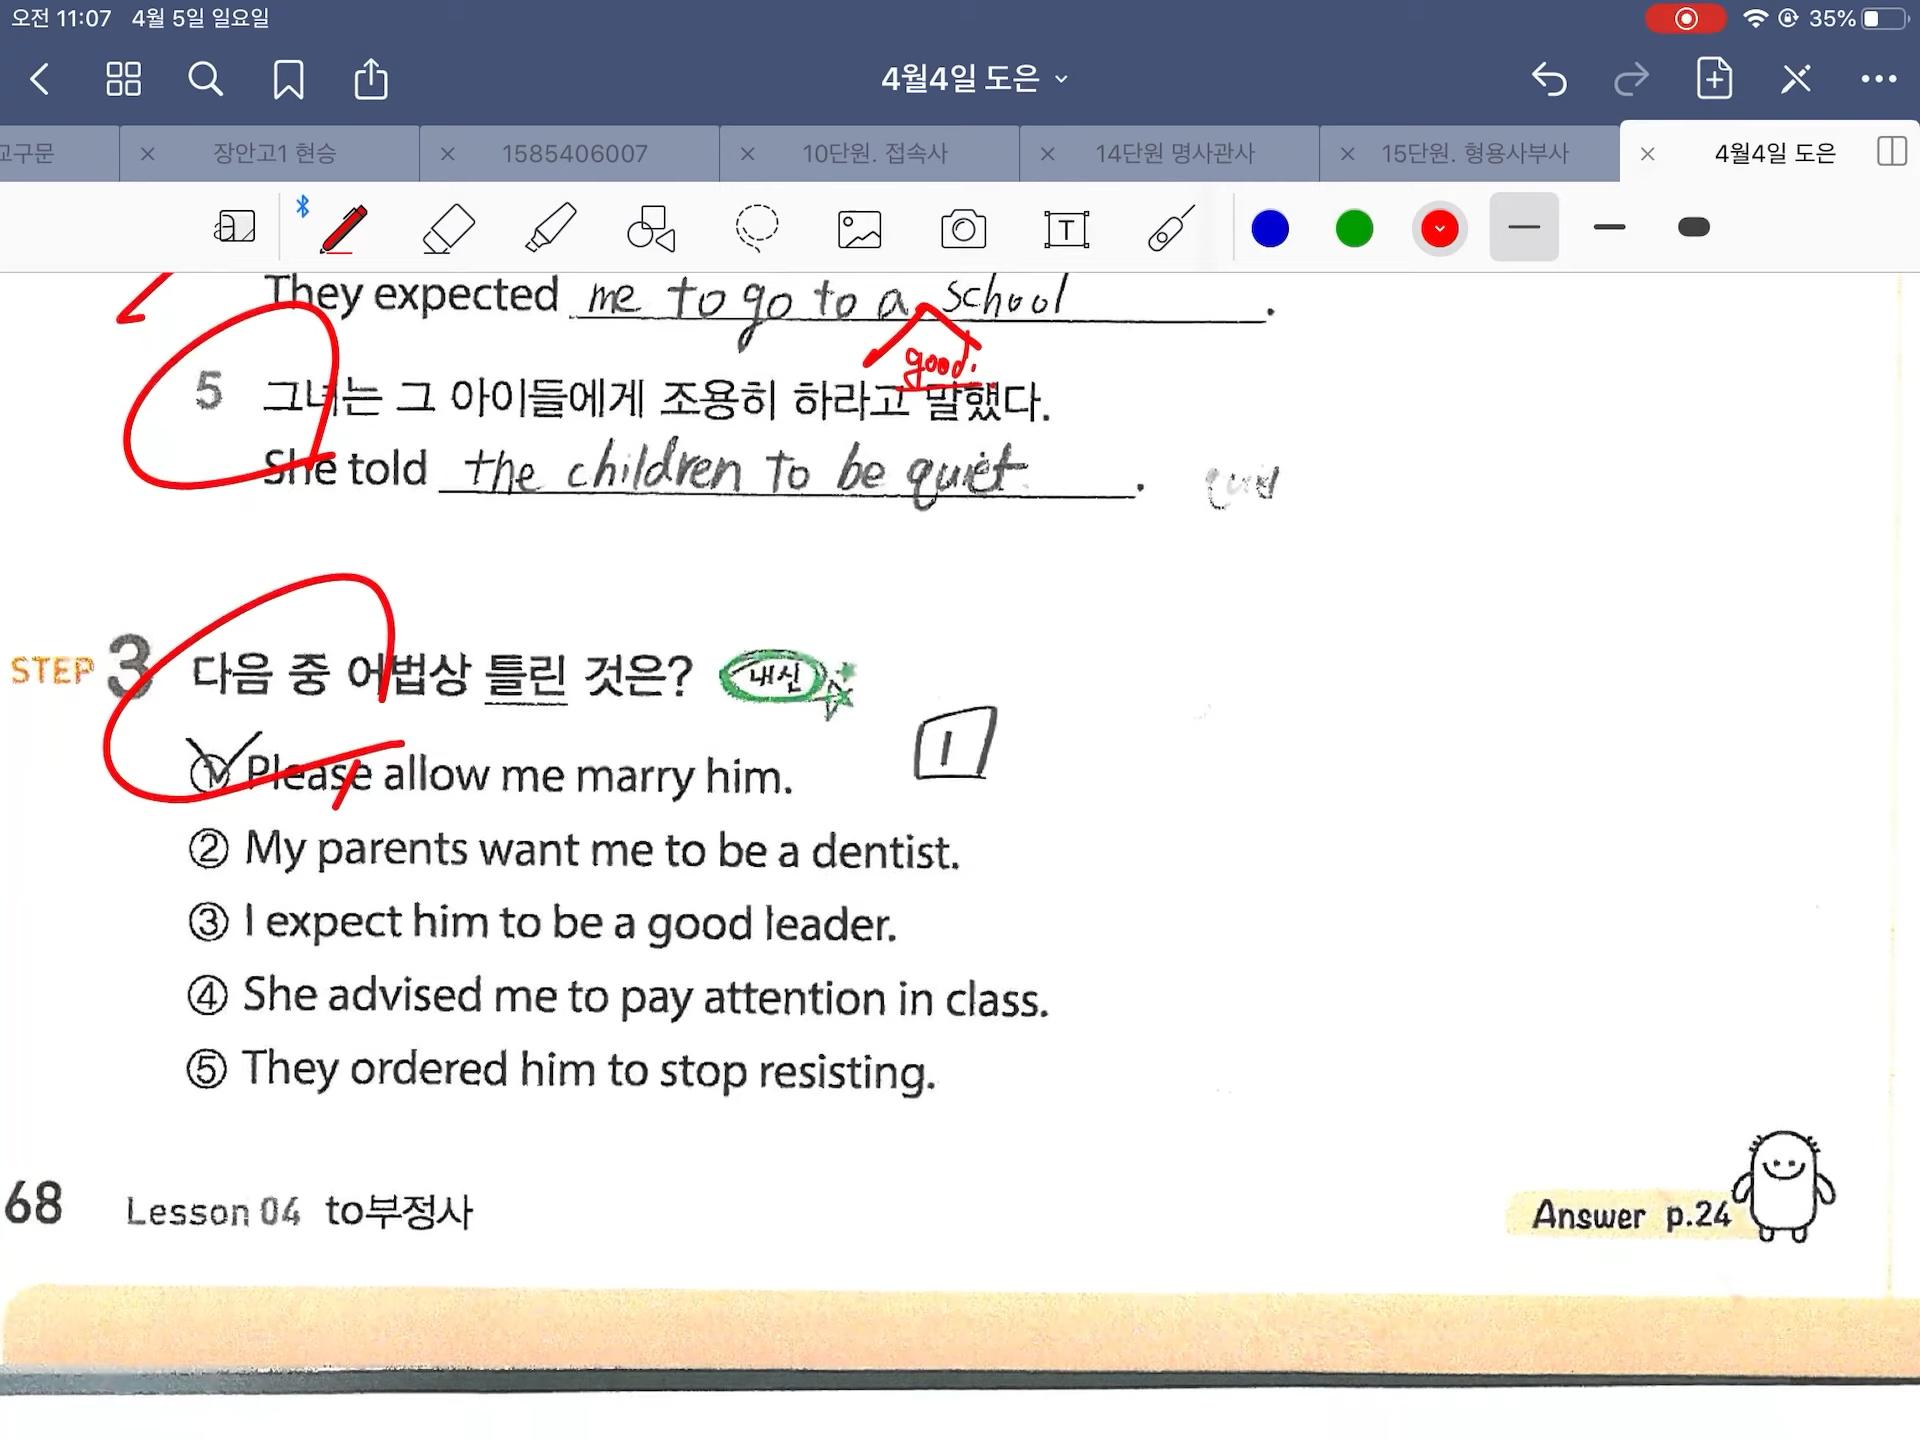 오전 11:07 4월 5일 일요일 35%
4월4일 도은
교구문 장안고1 현승 1585406007 10단원. 접속사 14단원 명사관사 15단원. 형용사부사 4월4일 도은
They expected me to go to a school.
good.
5 그녀는 그 아이들에게 조용히 하라고 말했다.
She told the children to be quiet.
STEP 3 다음 중 어법상 틀린 것은? 내신
1
① Please allow me marry him.
② My parents want me to be a dentist.
③ I expect him to be a good leader.
④ She advised me to pay attention in class.
⑤ They ordered him to stop resisting.
68 Lesson 04 to부정사
Answer p.24